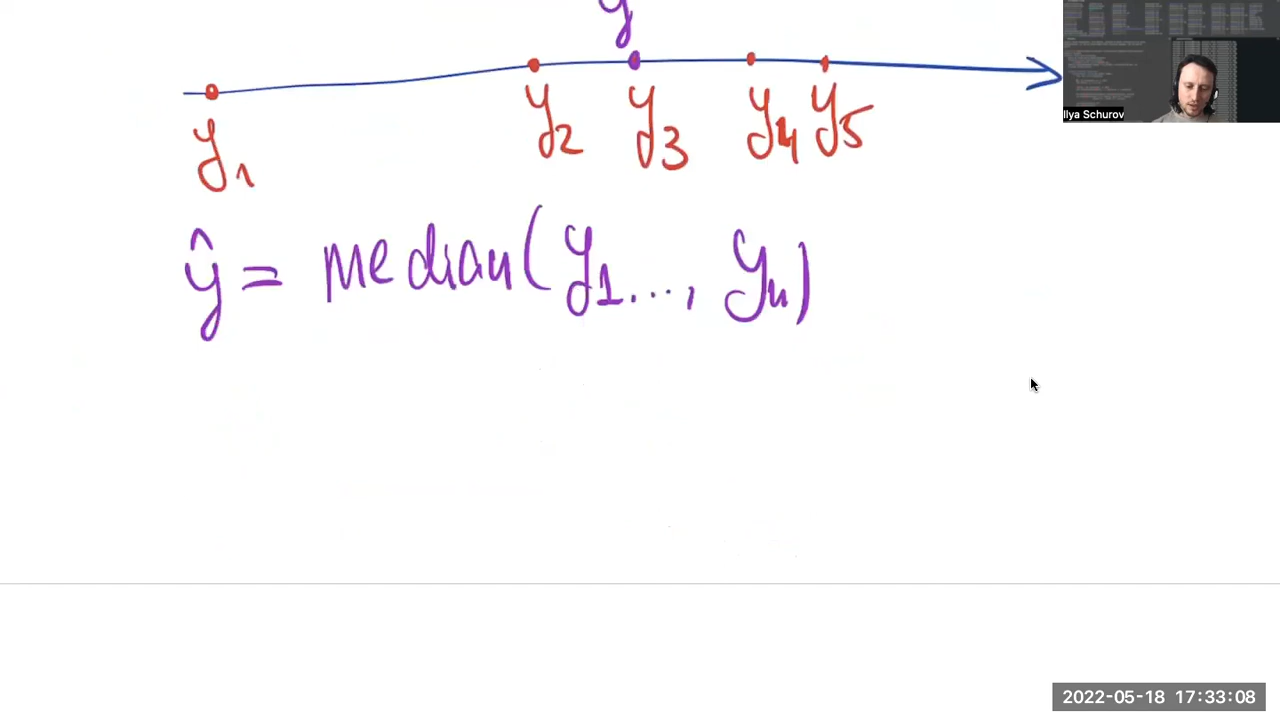 y
y₁ y₂ y₃ y₄ y₅
ŷ = median(y₁..., yₙ)
Ilya Schurov
2022-05-18 17:33:08